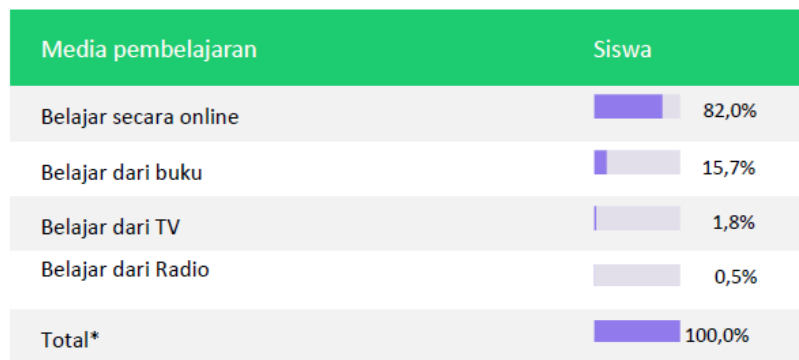 Media pembelajaran Siswa
Belajar secara online 82,0%
Belajar dari buku 15,7%
Belajar dari TV 1,8%
Belajar dari Radio 0,5%
Total* 100,0%